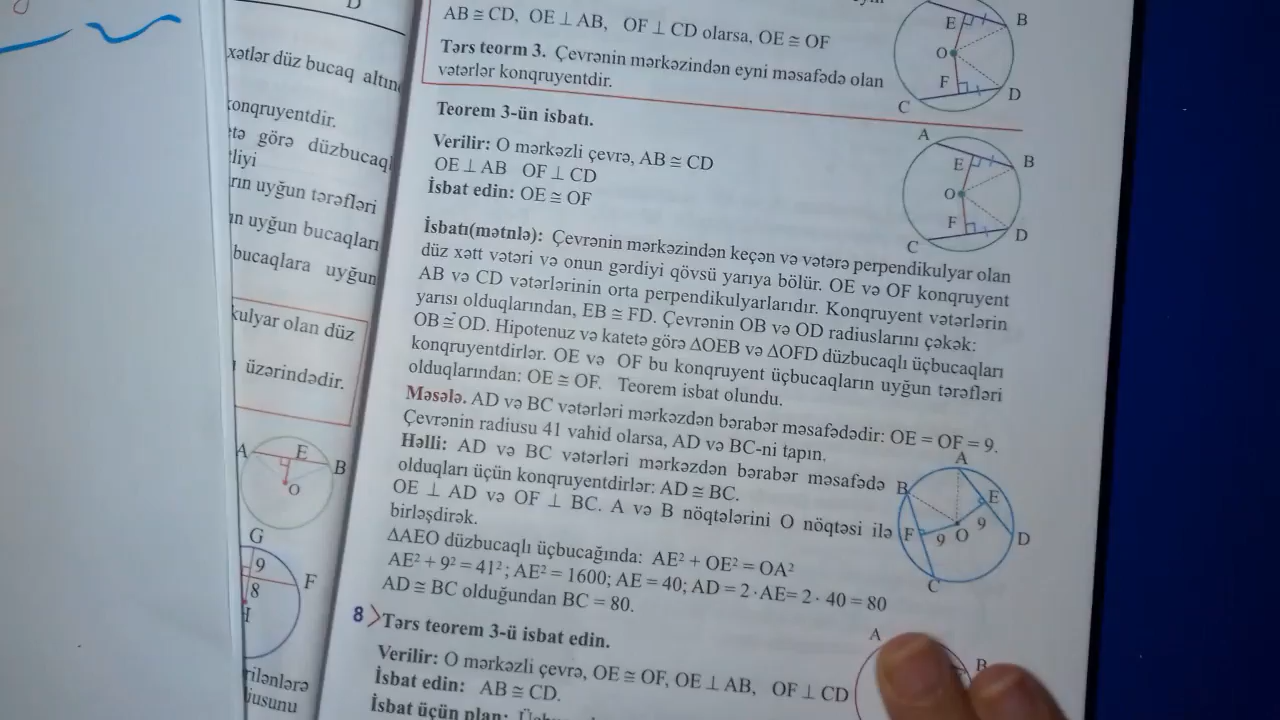 xətlər düz bucaq
konqruyentdir.
görə
rın uyğun tərəfləri
ın uyğun bucaqları
bucaqlara uyğun
olan düz
üzərindədir.
A E B
O
G
9
F
8
H
AB ≅ CD, OE ⊥ AB, OF ⊥ CD olarsa, OE ≅ OF
Tərs teorm 3. Çevrənin mərkəzindən eyni məsafədə olan
vətərlər konqruyentdir.
E B
O
F
C D
Teorem 3-ün isbatı.
Verilir: O mərkəzli çevrə, AB ≅ CD
OE ⊥ AB OF ⊥ CD
İsbat edin: OE ≅ OF
A
E B
O
F
C D
İsbatı(mətnlə): Çevrənin mərkəzindən keçən və vətərə perpendikulyar olan
düz xətt vətəri və onun gərdiyi qövsü yarıya bölür. OE və OF konqruyent
AB və CD vətərlərinin orta perpendikulyarlarıdır. Konqruyent vətərlərin
yarısı olduqlarından, EB ≅ FD. Çevrənin OB və OD radiuslarını çəkək:
OB ≅ OD. Hipotenuz və katetə görə ΔOEB və ΔOFD düzbucaqlı üçbucaqları
konqruyentdirlər. OE və OF bu konqruyent üçbucaqların uyğun tərəfləri
olduqlarından: OE ≅ OF. Teorem isbat olundu.
Məsələ. AD və BC vətərləri mərkəzdən bərabər məsafədədir: OE = OF = 9.
Çevrənin radiusu 41 vahid olarsa, AD və BC-ni tapın.
Həlli: AD və BC vətərləri mərkəzdən bərabər məsafədə
olduqları üçün konqruyentdirlər: AD ≅ BC.
OE ⊥ AD və OF ⊥ BC. A və B nöqtələrini O nöqtəsi ilə
birləşdirək.
ΔAEO düzbucaqlı üçbucağında: AE² + OE² = OA²
AE² + 9² = 41²; AE² = 1600; AE = 40; AD = 2·AE= 2 · 40 = 80
AD ≅ BC olduğundan BC = 80.
A
B E
F 9 O 9
D
C
8 Tərs teorem 3-ü isbat edin.
Verilir: O mərkəzli çevrə, OE ≅ OF, OE ⊥ AB, OF ⊥ CD
İsbat edin: AB ≅ CD.
İsbat üçün plan:
A
B